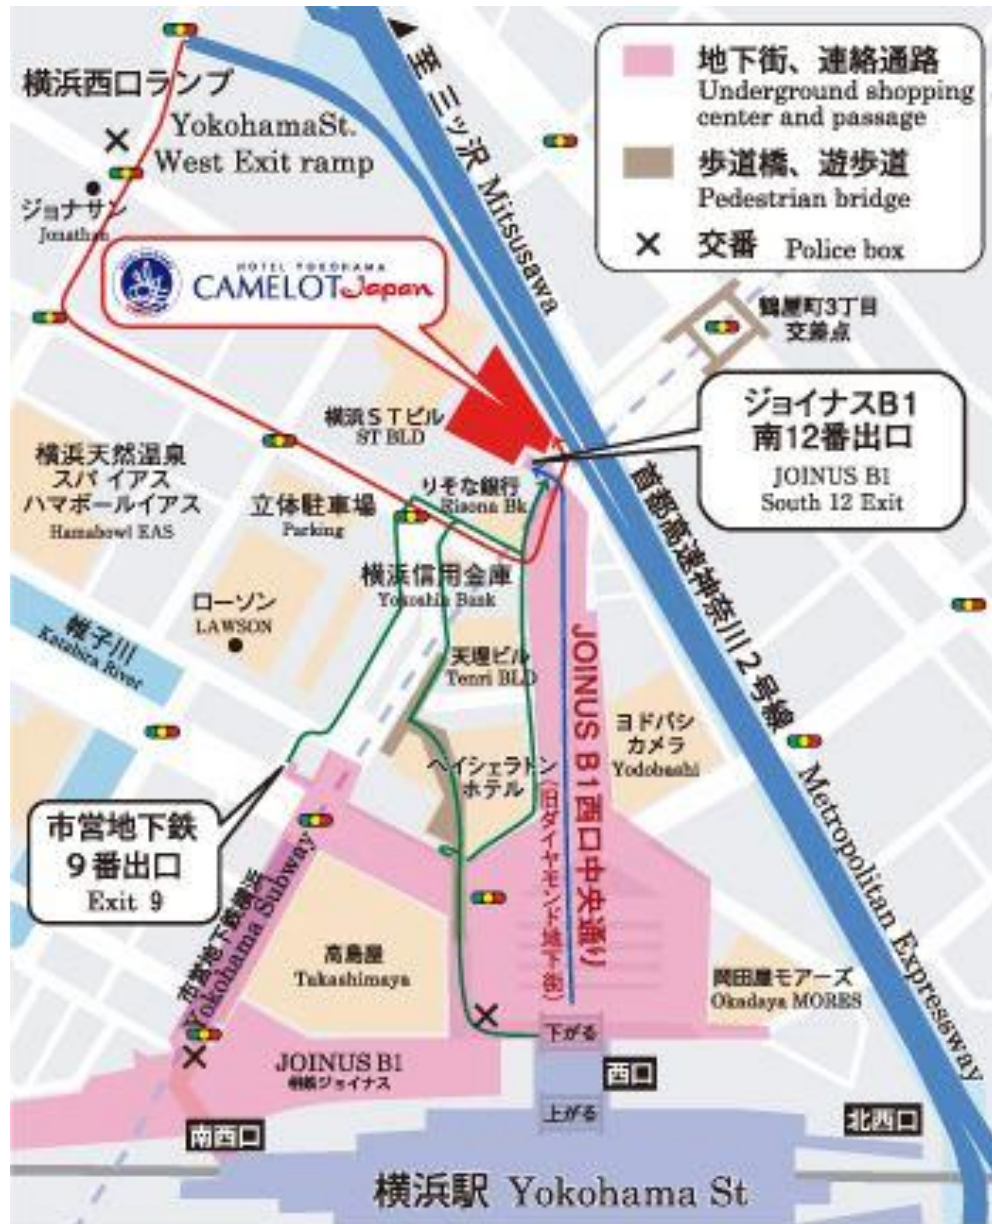 横浜西口ランプ
YokohamaSt.
West Exit ramp
ジョナサン
Jonathan
至 三ッ沢 Mitsusawa
地下街、連絡通路
Underground shopping
center and passage
歩道橋、遊歩道
Pedestrian bridge
交番 Police box
HOTEL YOKOHAMA
CAMELOT Japan
鶴屋町3丁目
交差点
横浜STビル
ST BLD
ジョイナスB1
南12番出口
JOINUS B1
South 12 Exit
横浜天然温泉
スパ イアス
ハマボールイアス
Hamabowl EAS
立体駐車場
Parking
りそな銀行
Risona Bk
横浜信用金庫
Yokoshin Bank
ローソン
LAWSON
帷子川
Katabira River
天理ビル
Tenri BLD
首都高速神奈川2号線 Metropolitan Expressway
ヨドバシ
カメラ
Yodobashi
ベイシェラトン
ホテル
JOINUS B1西口中央通り
(旧ダイヤモンド地下街)
市営地下鉄
9番出口
Exit 9
市営地下鉄横浜
Yokohama Subway
高島屋
Takashimaya
岡田屋モアーズ
Okadaya MORES
下がる
JOINUS B1
相鉄ジョイナス
西口
上がる
南西口
北西口
横浜駅 Yokohama St